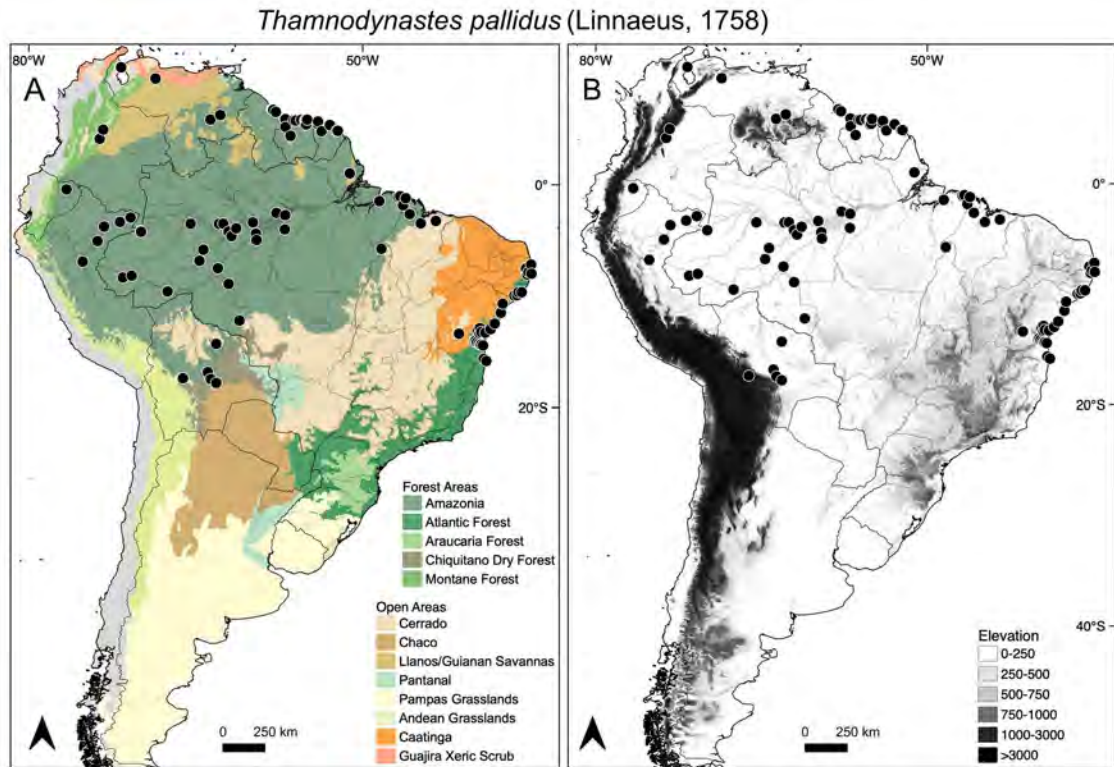 Thamnodynastes pallidus (Linnaeus, 1758)
A
80°W
50°W
0°
20°S
Forest Areas
Amazonia
Atlantic Forest
Araucaria Forest
Chiquitano Dry Forest
Montane Forest
Open Areas
Cerrado
Chaco
Llanos/Guianan Savannas
Pantanal
Pampas Grasslands
Andean Grasslands
Caatinga
Guajira Xeric Scrub
0 250 km
B
80°W
50°W
0°
20°S
40°S
Elevation
0-250
250-500
500-750
750-1000
1000-3000
>3000
0 250 km